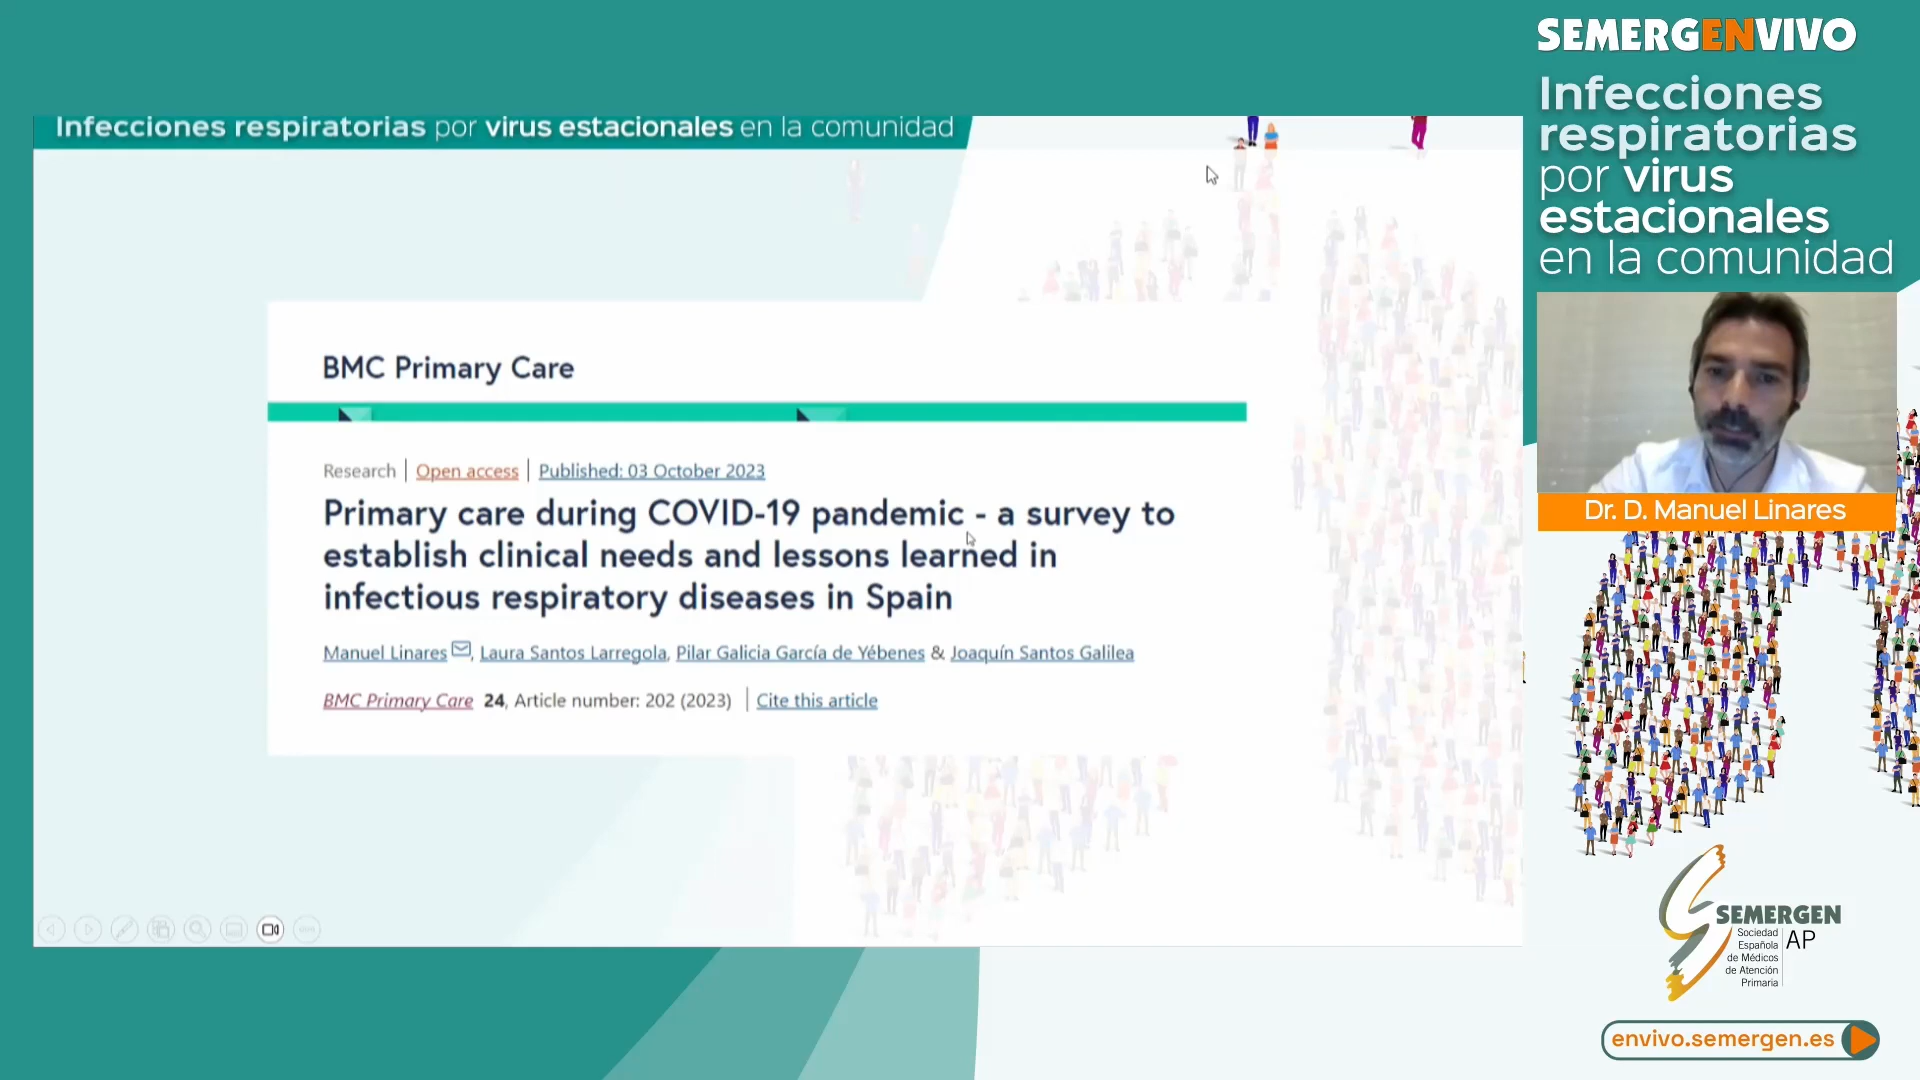 SEMERGENVIVO
Infecciones
respiratorias
por virus
estacionales
en la comunidad
Infecciones respiratorias por virus estacionales en la comunidad
BMC Primary Care
Research | Open access | Published: 03 October 2023
Primary care during COVID-19 pandemic - a survey to
establish clinical needs and lessons learned in
infectious respiratory diseases in Spain
Manuel Linares, Laura Santos Larregola, Pilar Galicia García de Yébenes & Joaquín Santos Galilea
BMC Primary Care 24, Article number: 202 (2023) | Cite this article
Dr. D. Manuel Linares
SEMERGEN
Sociedad
Española
de Médicos
de Atención
Primaria
AP
envivo.semergen.es